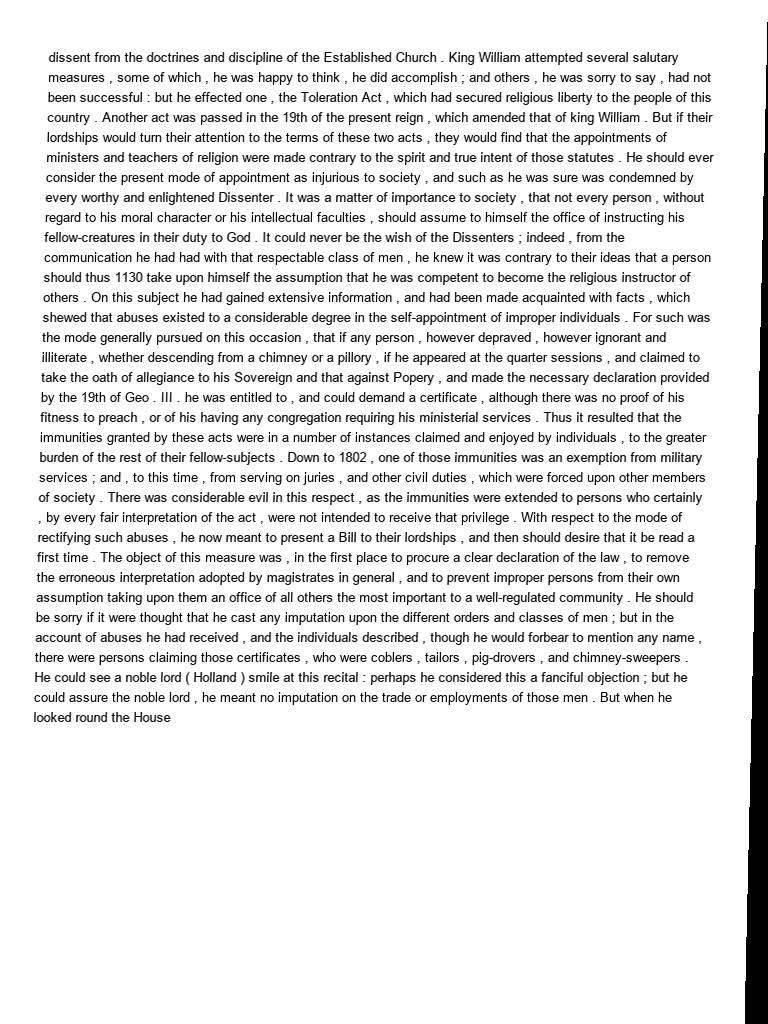 dissent from the doctrines and discipline of the Established Church . King William attempted several salutary
measures , some of which , he was happy to think , he did accomplish ; and others , he was sorry to say , had not
been successful : but he effected one , the Toleration Act , which had secured religious liberty to the people of this
country . Another act was passed in the 19th of the present reign , which amended that of king William . But if their
lordships would turn their attention to the terms of these two acts , they would find that the appointments of
ministers and teachers of religion were made contrary to the spirit and true intent of those statutes . He should ever
consider the present mode of appointment as injurious to society , and such as he was sure was condemned by
every worthy and enlightened Dissenter . It was a matter of importance to society , that not every person , without
regard to his moral character or his intellectual faculties , should assume to himself the office of instructing his
fellow-creatures in their duty to God . It could never be the wish of the Dissenters ; indeed , from the
communication he had had with that respectable class of men , he knew it was contrary to their ideas that a person
should thus 1130 take upon himself the assumption that he was competent to become the religious instructor of
others . On this subject he had gained extensive information , and had been made acquainted with facts , which
shewed that abuses existed to a considerable degree in the self-appointment of improper individuals . For such was
the mode generally pursued on this occasion , that if any person , however depraved , however ignorant and
illiterate , whether descending from a chimney or a pillory , if he appeared at the quarter sessions , and claimed to
take the oath of allegiance to his Sovereign and that against Popery , and made the necessary declaration provided
by the 19th of Geo . III . he was entitled to , and could demand a certificate , although there was no proof of his
fitness to preach , or of his having any congregation requiring his ministerial services . Thus it resulted that the
immunities granted by these acts were in a number of instances claimed and enjoyed by individuals , to the greater
burden of the rest of their fellow-subjects . Down to 1802 , one of those immunities was an exemption from military
services ; and , to this time , from serving on juries , and other civil duties , which were forced upon other members
of society . There was considerable evil in this respect , as the immunities were extended to persons who certainly
, by every fair interpretation of the act , were not intended to receive that privilege . With respect to the mode of
rectifying such abuses , he now meant to present a Bill to their lordships , and then should desire that it be read a
first time . The object of this measure was , in the first place to procure a clear declaration of the law , to remove
the erroneous interpretation adopted by magistrates in general , and to prevent improper persons from their own
assumption taking upon them an office of all others the most important to a well-regulated community . He should
be sorry if it were thought that he cast any imputation upon the different orders and classes of men ; but in the
account of abuses he had received , and the individuals described , though he would forbear to mention any name ,
there were persons claiming those certificates , who were coblers , tailors , pig-drovers , and chimney-sweepers .
He could see a noble lord ( Holland ) smile at this recital : perhaps he considered this a fanciful objection ; but he
could assure the noble lord , he meant no imputation on the trade or employments of those men . But when he
looked round the House